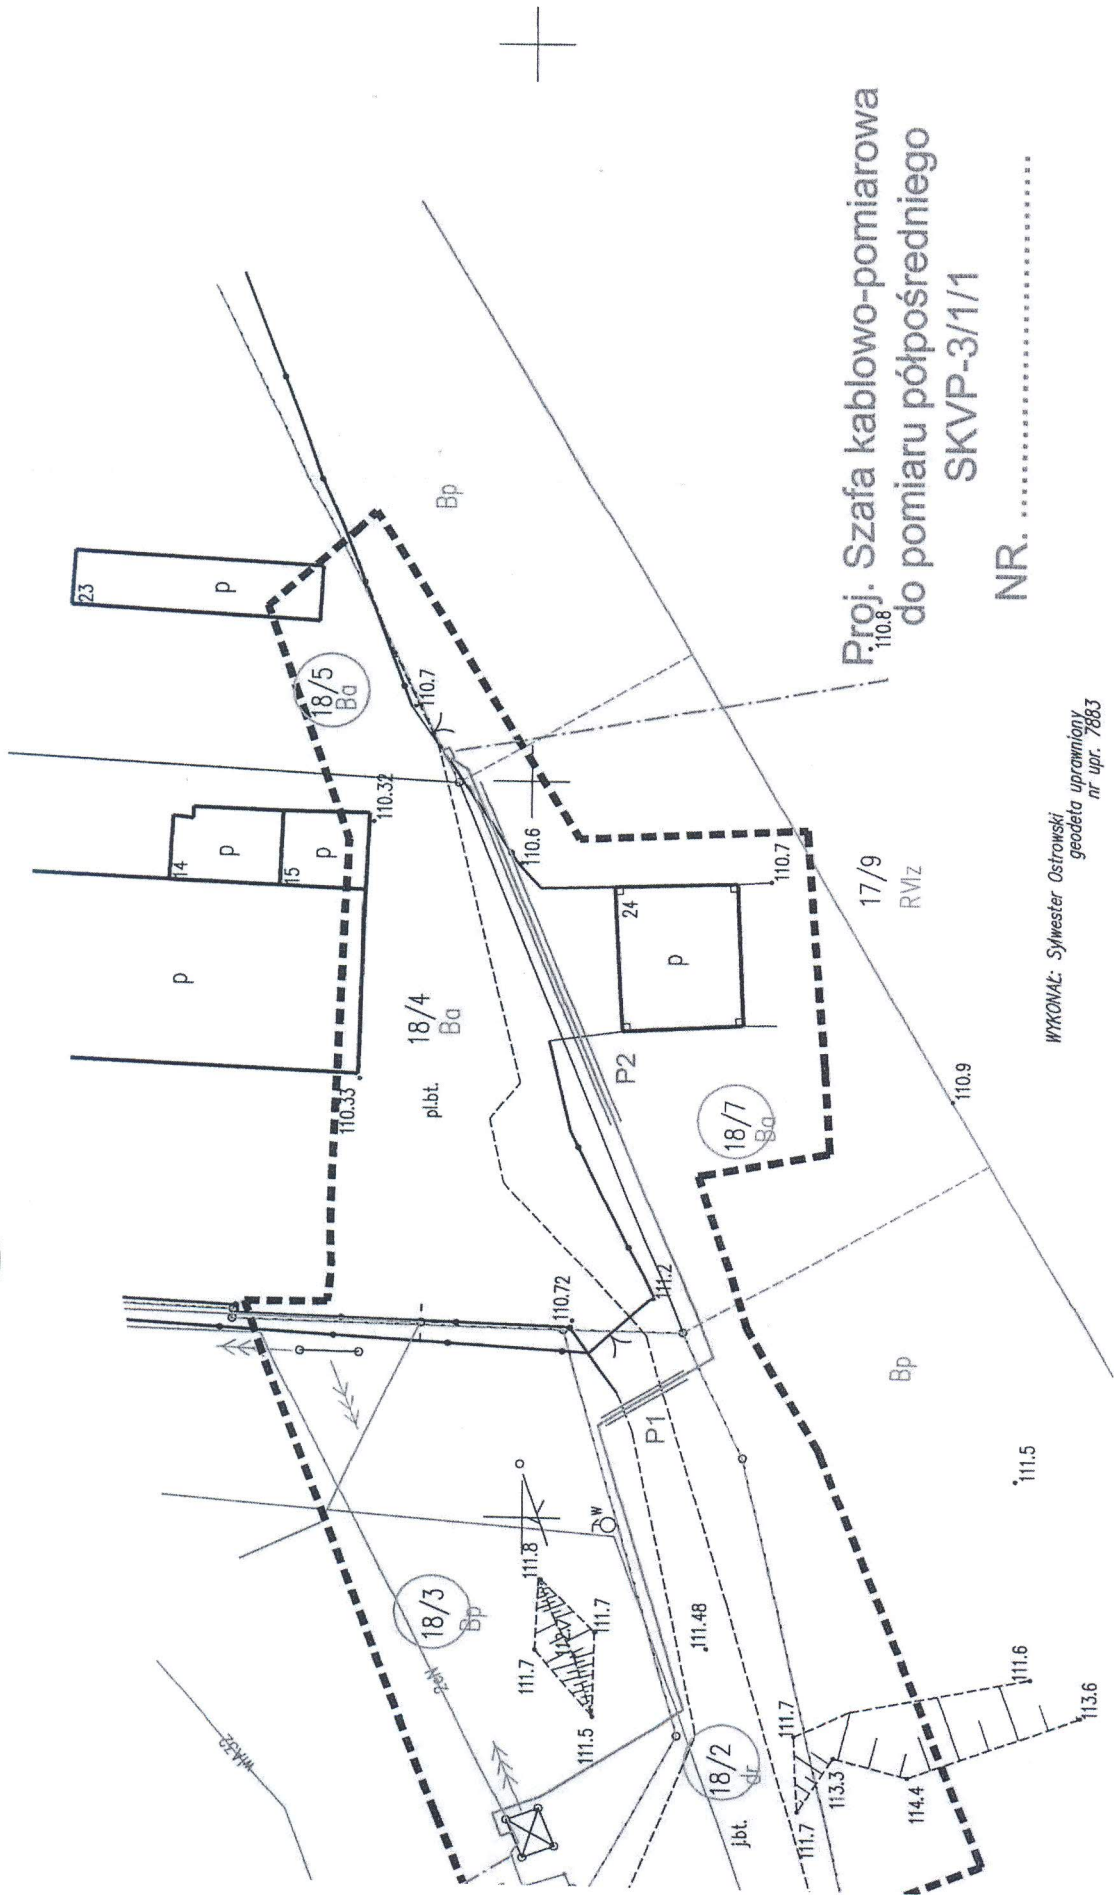 Proj. Szafa kablowo-pomiarowa
do pomiaru półpośredniego
SKVP-3/1/1
NR. ................................
WYKONAŁ: Sylwester Ostrowski
geodeta uprawniony
nr upr. 7883
23
p
Bp
18/5
Ba
110.7
110.8
14
p
15
p
110.32
110.6
p
24
p
110.7
17/9
RVIz
18/4
Ba
110.33
pl.bt.
P2
18/7
Ba
110.9
110.72
111.2
P1
Bp
111.5
w
111.8
18/3
Bp
111.7
112.7
111.7
111.5
111.48
2eN
wA32
18/2
dr
j.bt.
111.7
111.7
113.3
114.4
111.6
113.6